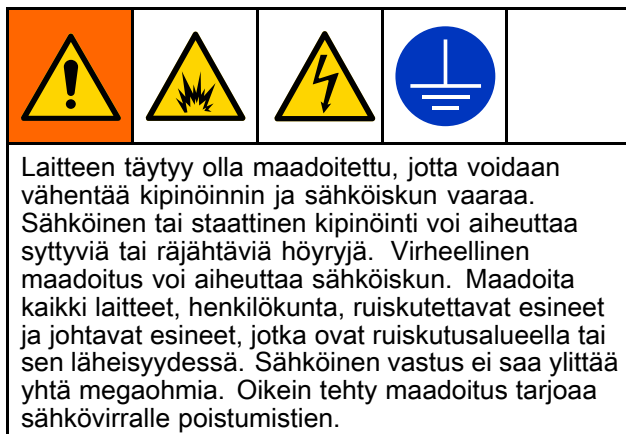 Laitteen täytyy olla maadoitettu, jotta voidaan
vähentää kipinöinnin ja sähköiskun vaaraa.
Sähköinen tai staattinen kipinöinti voi aiheuttaa
syttyviä tai räjähtäviä höyryjä. Virheellinen
maadoitus voi aiheuttaa sähköiskun. Maadoita
kaikki laitteet, henkilökunta, ruiskutettavat esineet
ja johtavat esineet, jotka ovat ruiskutusalueella tai
sen läheisyydessä. Sähköinen vastus ei saa ylittää
yhtä megaohmia. Oikein tehty maadoitus tarjoaa
sähkövirralle poistumistien.